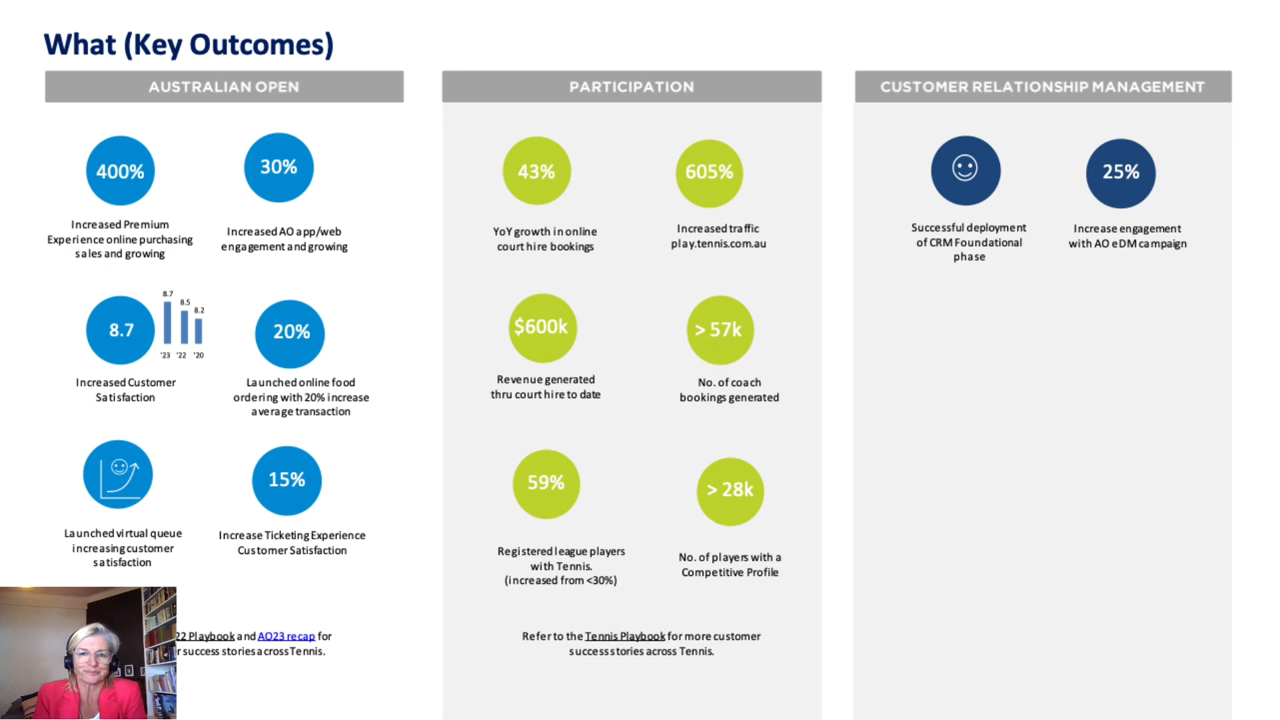 What (Key Outcomes)
AUSTRALIAN OPEN
400%
Increased Premium
Experience online purchasing
sales and growing
30%
Increased AO app/web
engagement and growing
8.7
8.7
8.5
8.2
'23 '22 '20
Increased Customer
Satisfaction
20%
Launched online food
ordering with 20% increase
average transaction
Launched virtual queue
increasing customer
satisfaction
15%
Increase Ticketing Experience
Customer Satisfaction
22 Playbook and AO23 recap for
success stories across Tennis.
PARTICIPATION
43%
YoY growth in online
court hire bookings
605%
Increased traffic
play.tennis.com.au
$600k
Revenue generated
thru court hire to date
> 57k
No. of coach
bookings generated
59%
Registered league players
with Tennis.
(increased from <30%)
> 28k
No. of players with a
Competitive Profile
Refer to the Tennis Playbook for more customer
success stories across Tennis.
CUSTOMER RELATIONSHIP MANAGEMENT
Successful deployment
of CRM Foundational
phase
25%
Increase engagement
with AO eDM campaign